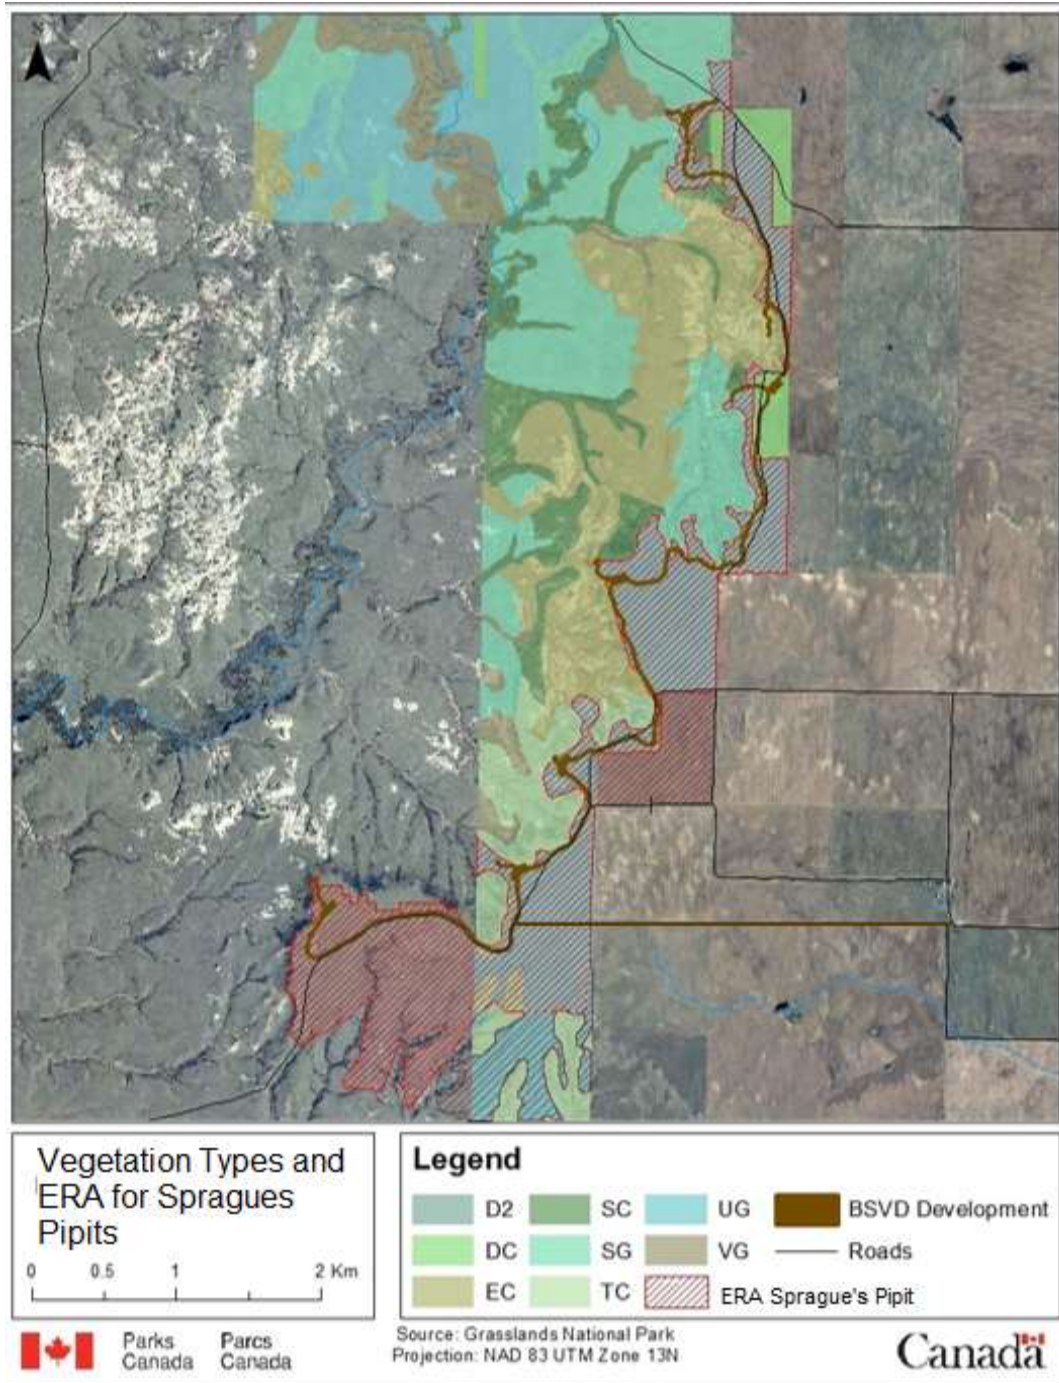 Vegetation Types and
ERA for Spragues
Pipits
0 0.5 1 2 Km
Legend
D2 SC UG BSVD Development
DC SG VG Roads
EC TC ERA Sprague's Pipit
Parks Canada
Parcs Canada
Source: Grasslands National Park
Projection: NAD 83 UTM Zone 13N
Canada